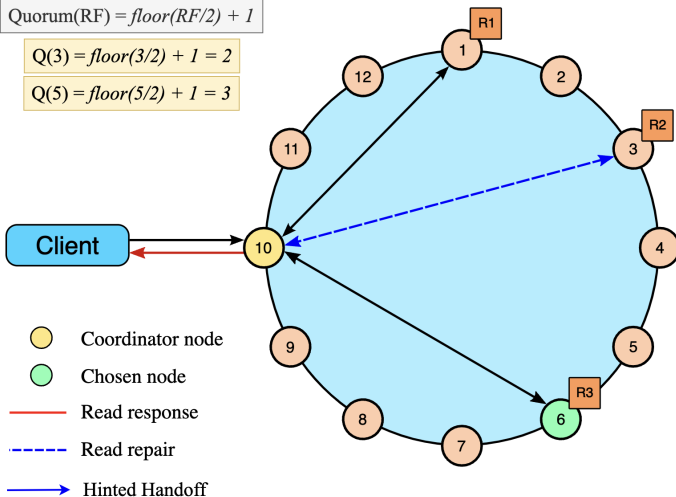 Quorum(RF) = floor(RF/2) + 1
Q(3) = floor(3/2) + 1 = 2
Q(5) = floor(5/2) + 1 = 3
R1
1
12
2
R2
11
3
Client
10
4
9
5
R3
8
6
7
Coordinator node
Chosen node
Read response
Read repair
Hinted Handoff